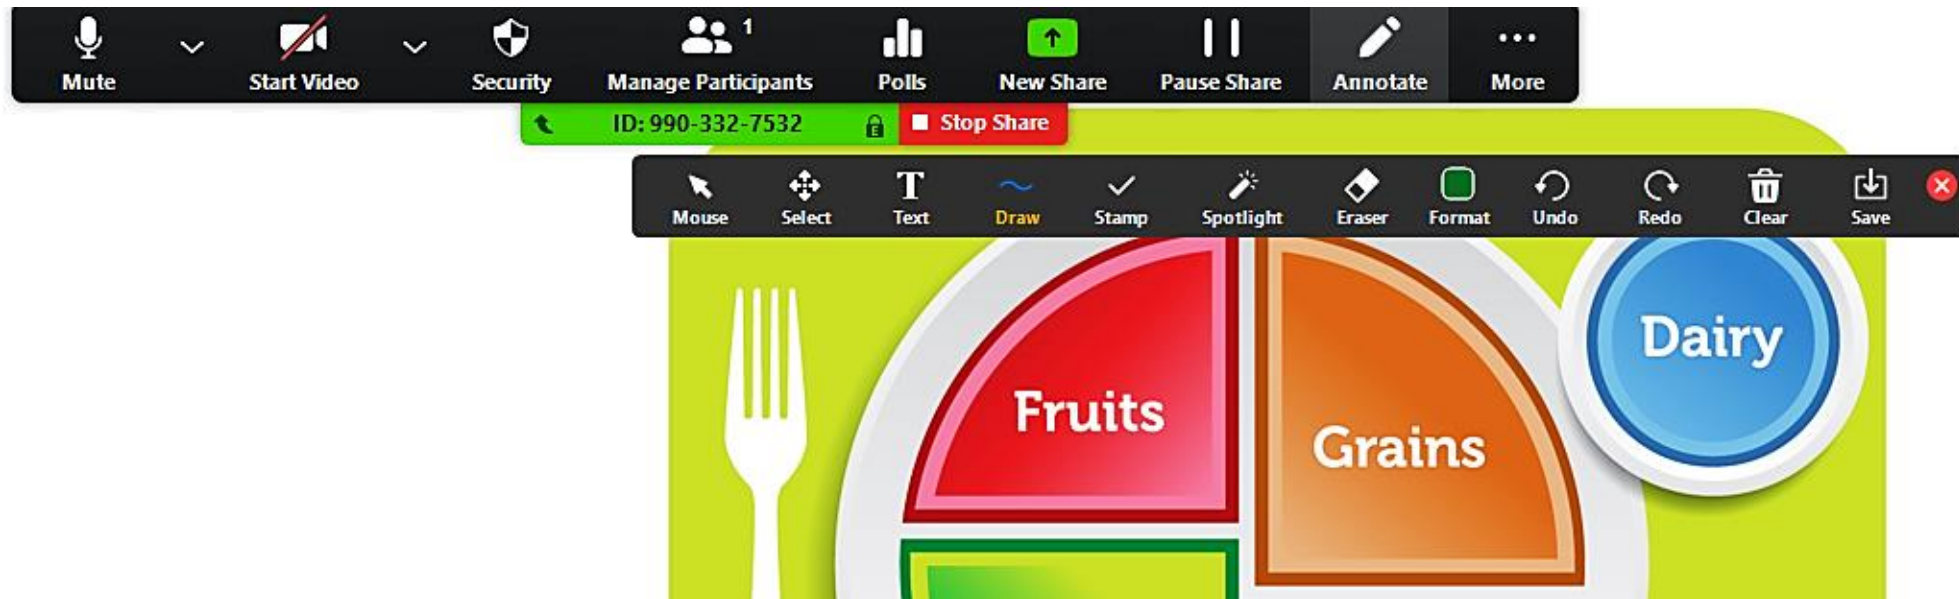 1
Mute Start Video Security Manage Participants Polls New Share Pause Share Annotate More
ID: 990-332-7532 Stop Share
Mouse Select Text Draw Stamp Spotlight Eraser Format Undo Redo Clear Save
Dairy
Fruits
Grains